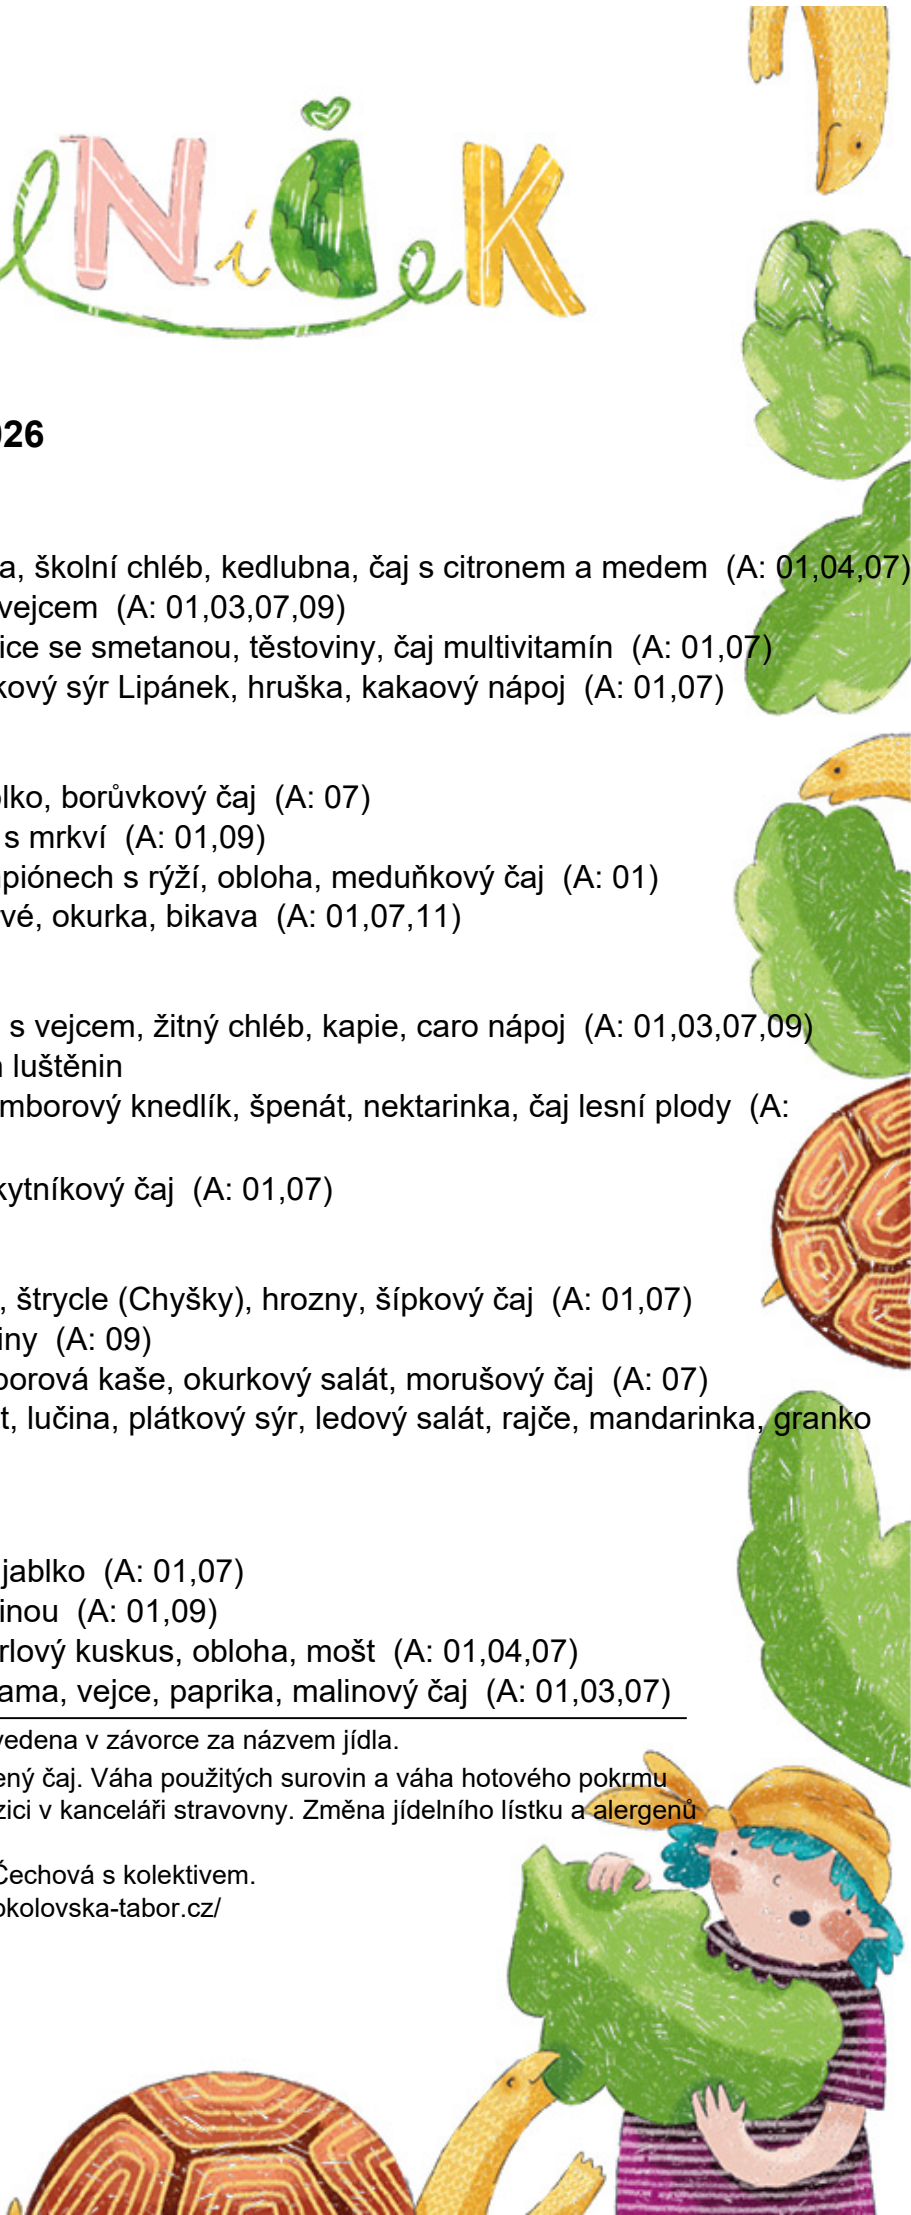 lNíČek
026
a, školní chléb, kedlubna, čaj s citronem a medem (A: 01,04,07)
vejcem (A: 01,03,07,09)
ice se smetanou, těstoviny, čaj multivitamín (A: 01,07)
kový sýr Lipánek, hruška, kakaový nápoj (A: 01,07)
olko, borůvkový čaj (A: 07)
s mrkví (A: 01,09)
npiónech s rýží, obloha, meduňkový čaj (A: 01)
rvé, okurka, bikava (A: 01,07,11)
s vejcem, žitný chléb, kapie, caro nápoj (A: 01,03,07,09)
h luštěnin
mborový knedlík, špenát, nektarinka, čaj lesní plody (A:
kytníkový čaj (A: 01,07)
, štrycle (Chyšky), hrozny, šípkový čaj (A: 01,07)
iny (A: 09)
borová kaše, okurkový salát, morušový čaj (A: 07)
t, lučina, plátkový sýr, ledový salát, rajče, mandarinka, granko
jablko (A: 01,07)
inou (A: 01,09)
rlový kuskus, obloha, mošt (A: 01,04,07)
ama, vejce, paprika, malinový čaj (A: 01,03,07)
vedena v závorce za názvem jídla.
ený čaj. Váha použitých surovin a váha hotového pokrmu
zici v kanceláři stravovny. Změna jídelního lístku a alergenů
Čechová s kolektivem.
okolovska-tabor.cz/